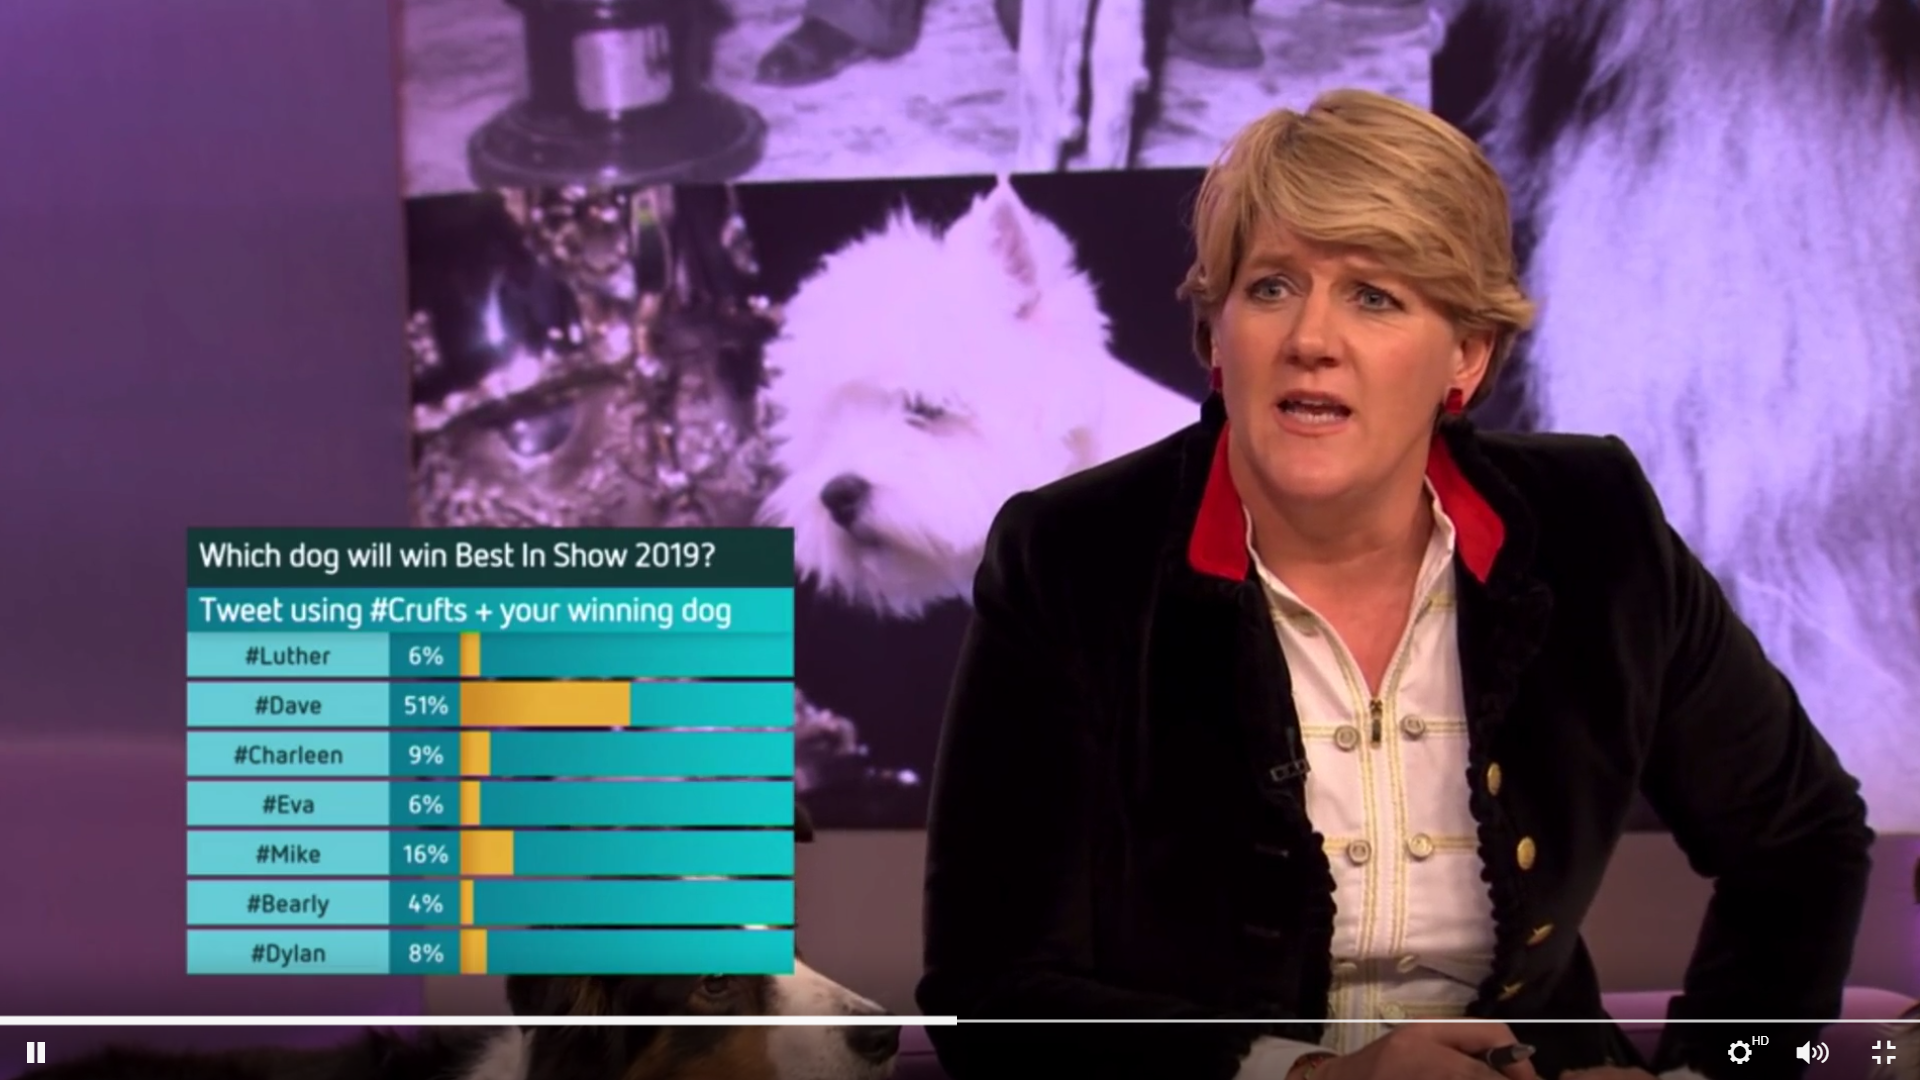 Which dog will win Best In Show 2019?
Tweet using #Crufts + your winning dog
#Luther 6%
#Dave 51%
#Charleen 9%
#Eva 6%
#Mike 16%
#Bearly 4%
#Dylan 8%
HD